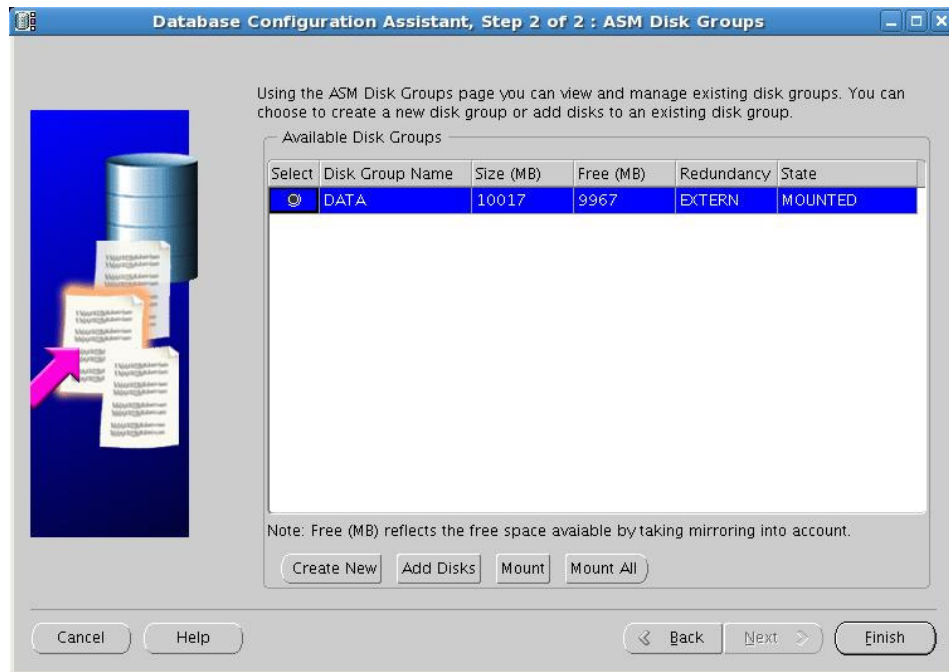 Database Configuration Assistant, Step 2 of 2 : ASM Disk Groups
Using the ASM Disk Groups page you can view and manage existing disk groups. You can
choose to create a new disk group or add disks to an existing disk group.
Available Disk Groups
Select Disk Group Name Size (MB) Free (MB) Redundancy State
DATA 10017 9967 EXTERN MOUNTED
Note: Free (MB) reflects the free space avaiable by taking mirroring into account.
Create New Add Disks Mount Mount All
Cancel Help Back Next Finish